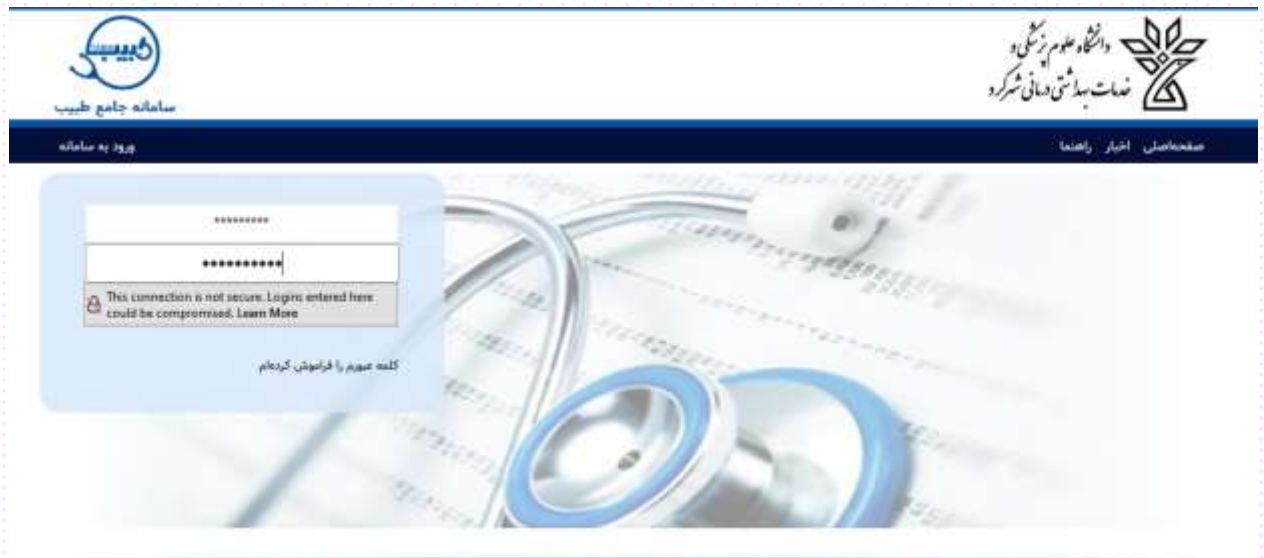 دانشگاه علوم پزشکی و
خدمات بهداشتی درمانی شهرکرد
طبیب
سامانه جامع طبیب
صفحه‌اصلی اخبار راهنما
ورود به سامانه
*********
••••••••••
This connection is not secure. Logins entered here
could be compromised. Learn More
کلمه عبورم را فراموش کرده‌ام